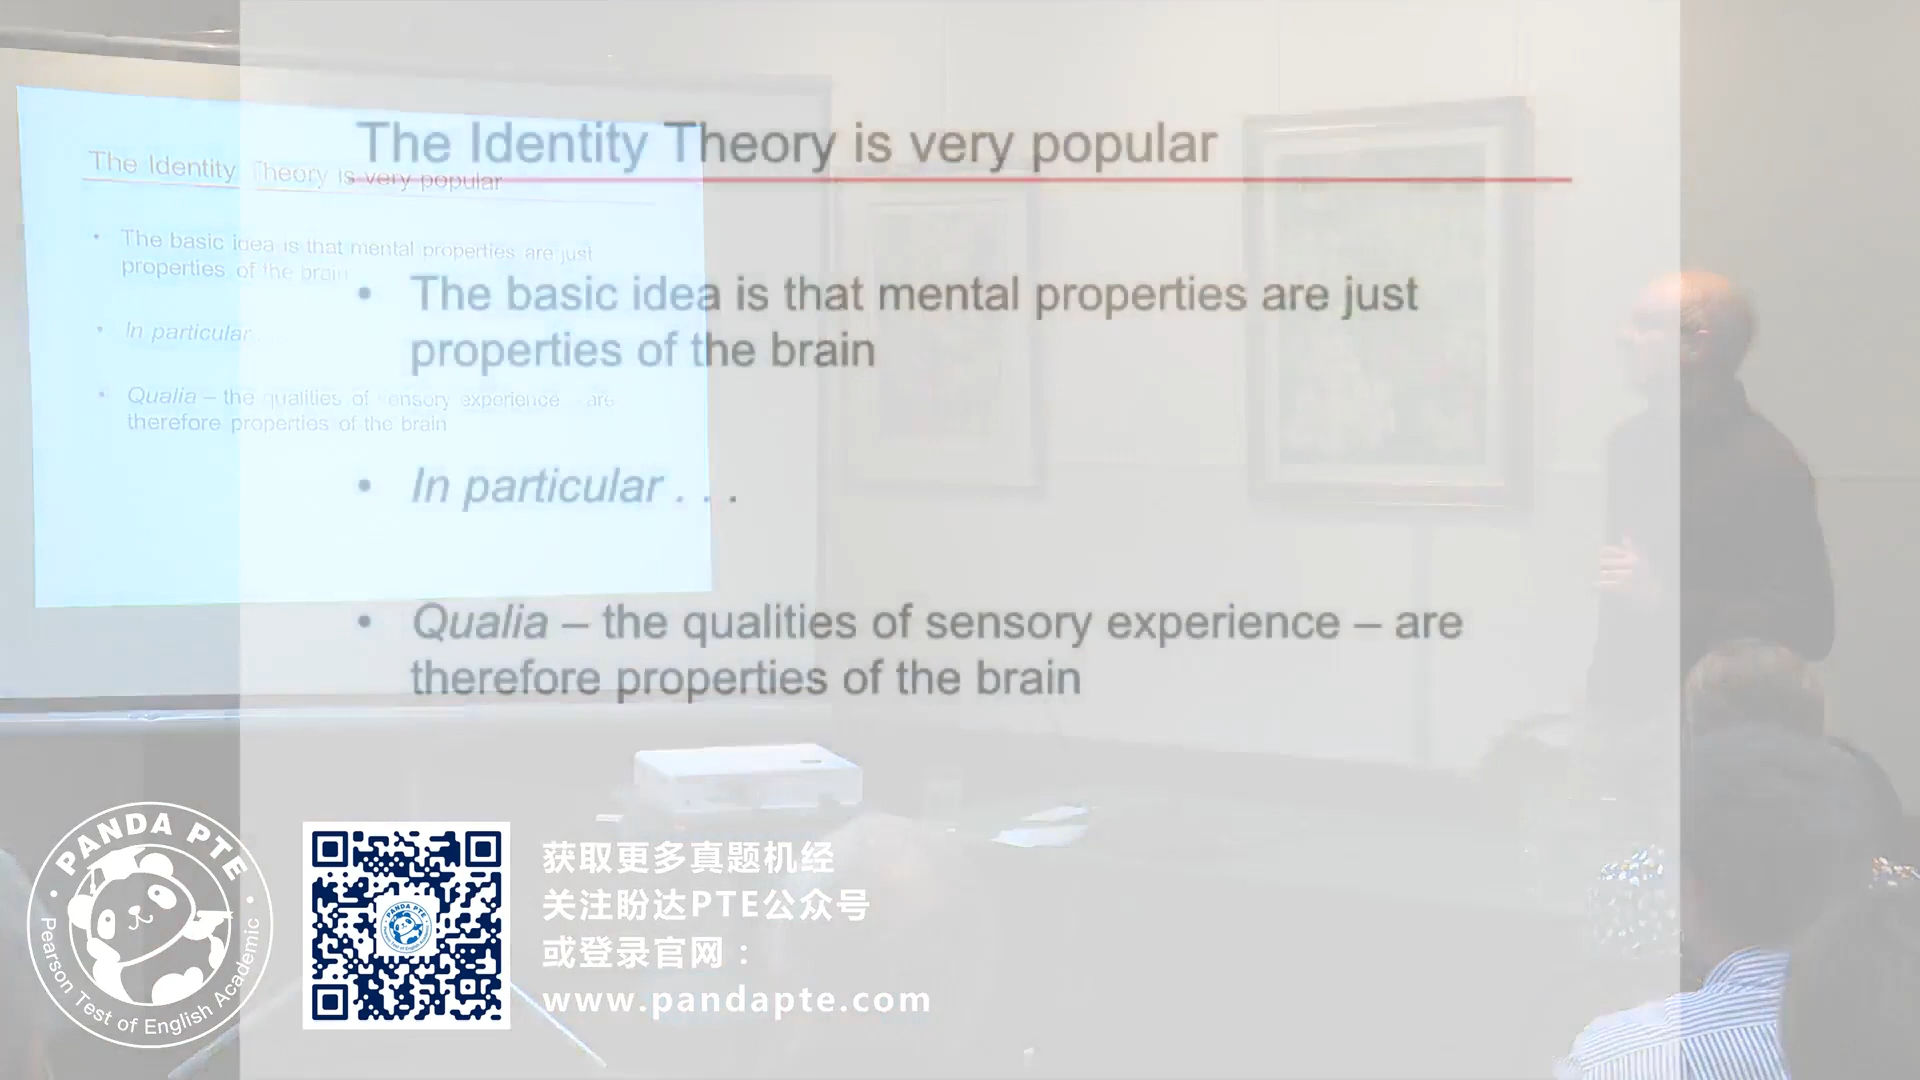 The Identity Theory is very popular
• The basic idea is that mental properties are just
properties of the brain
• In particular . . .
• Qualia – the qualities of sensory experience – are
therefore properties of the brain
The Identity Theory is very popular
• The basic idea is that mental properties are just
properties of the brain
• In particular . . .
• Qualia – the qualities of sensory experience – are
therefore properties of the brain
PANDA PTE
Pearson Test of English Academic
获取更多真题机经
关注盼达PTE公众号
或登录官网：
www.pandapte.com